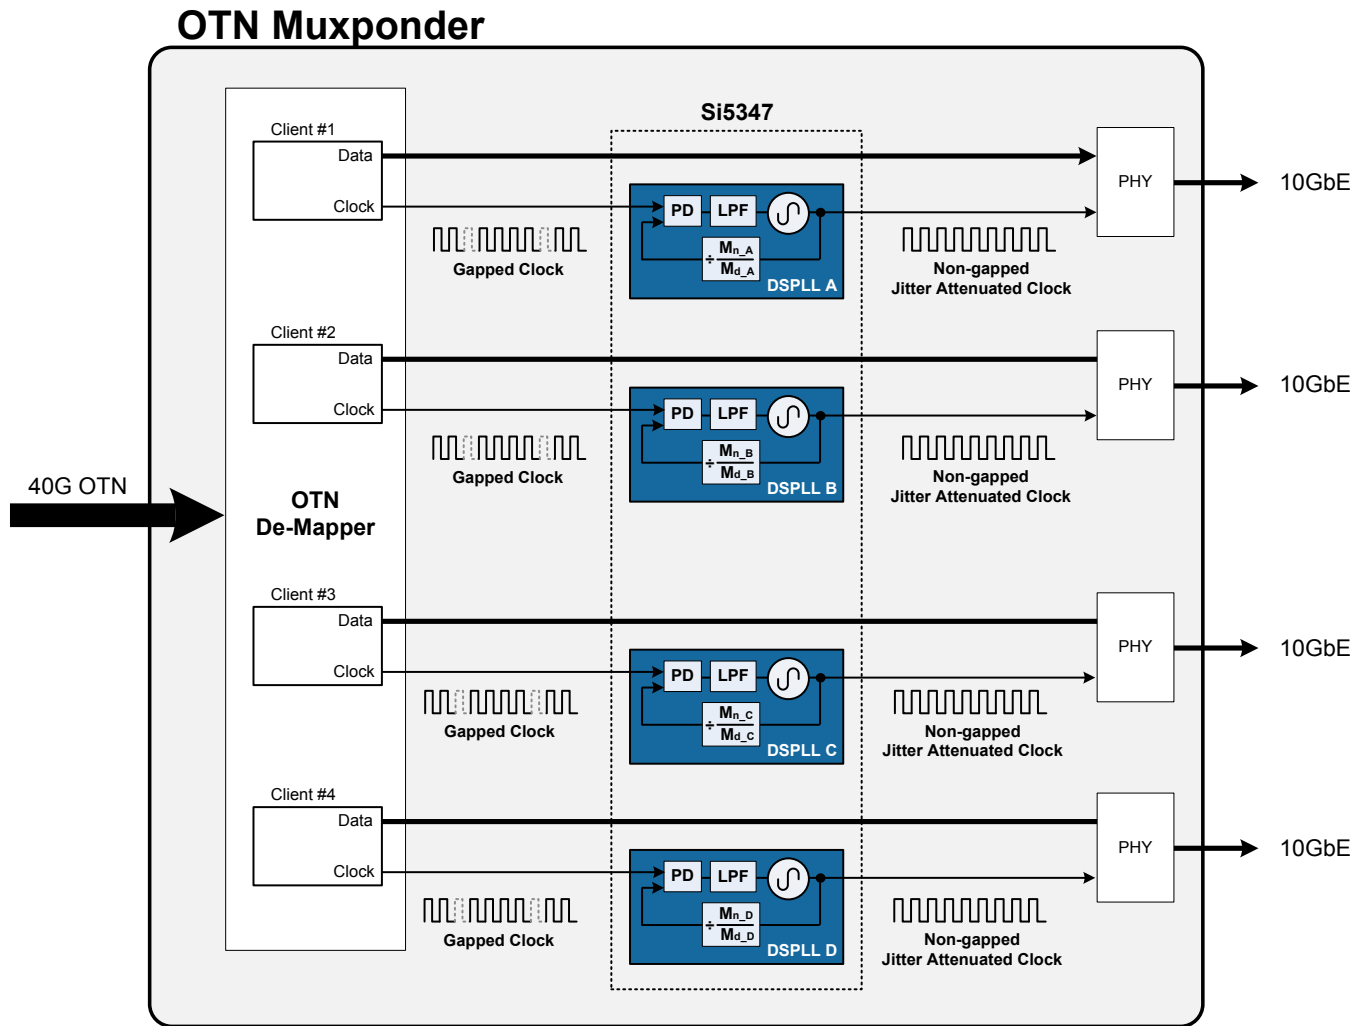 OTN Muxponder
Si5347
Client #1
Data
Clock
Gapped Clock
PD
LPF
÷ Mn_A
Md_A
DSPLL A
Non-gapped
Jitter Attenuated Clock
PHY
10GbE
Client #2
Data
Clock
Gapped Clock
PD
LPF
÷ Mn_B
Md_B
DSPLL B
Non-gapped
Jitter Attenuated Clock
PHY
10GbE
40G OTN
OTN
De-Mapper
Client #3
Data
Clock
Gapped Clock
PD
LPF
÷ Mn_C
Md_C
DSPLL C
Non-gapped
Jitter Attenuated Clock
PHY
10GbE
Client #4
Data
Clock
Gapped Clock
PD
LPF
÷ Mn_D
Md_D
DSPLL D
Non-gapped
Jitter Attenuated Clock
PHY
10GbE